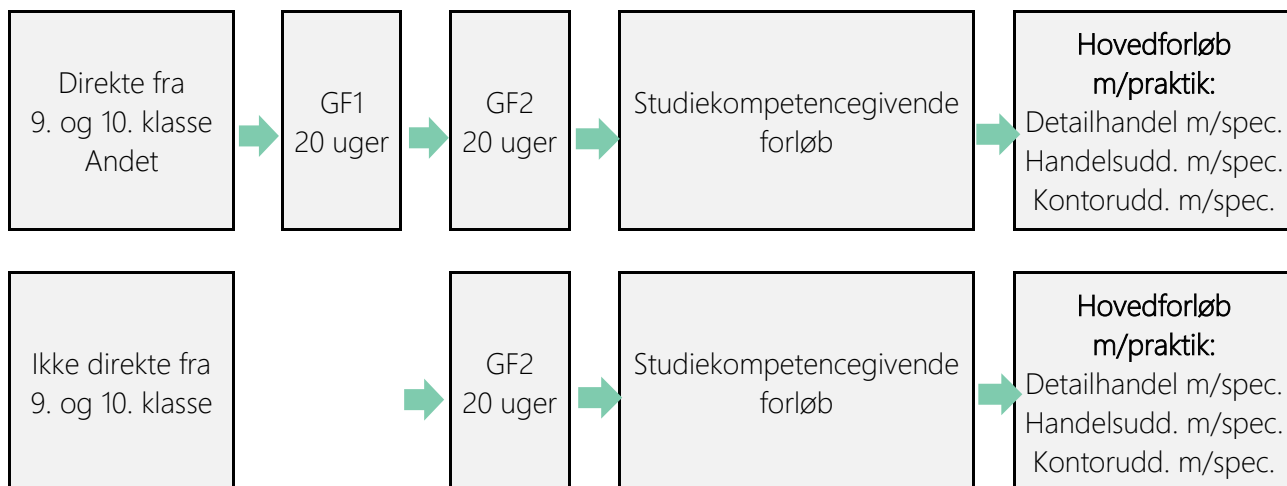 Direkte fra
9. og 10. klasse
Andet
GF1
20 uger
GF2
20 uger
Studiekompetencegivende
forløb
Hovedforløb
m/praktik:
Detailhandel m/spec.
Handelsudd. m/spec.
Kontorudd. m/spec.
Ikke direkte fra
9. og 10. klasse
GF2
20 uger
Studiekompetencegivende
forløb
Hovedforløb
m/praktik:
Detailhandel m/spec.
Handelsudd. m/spec.
Kontorudd. m/spec.